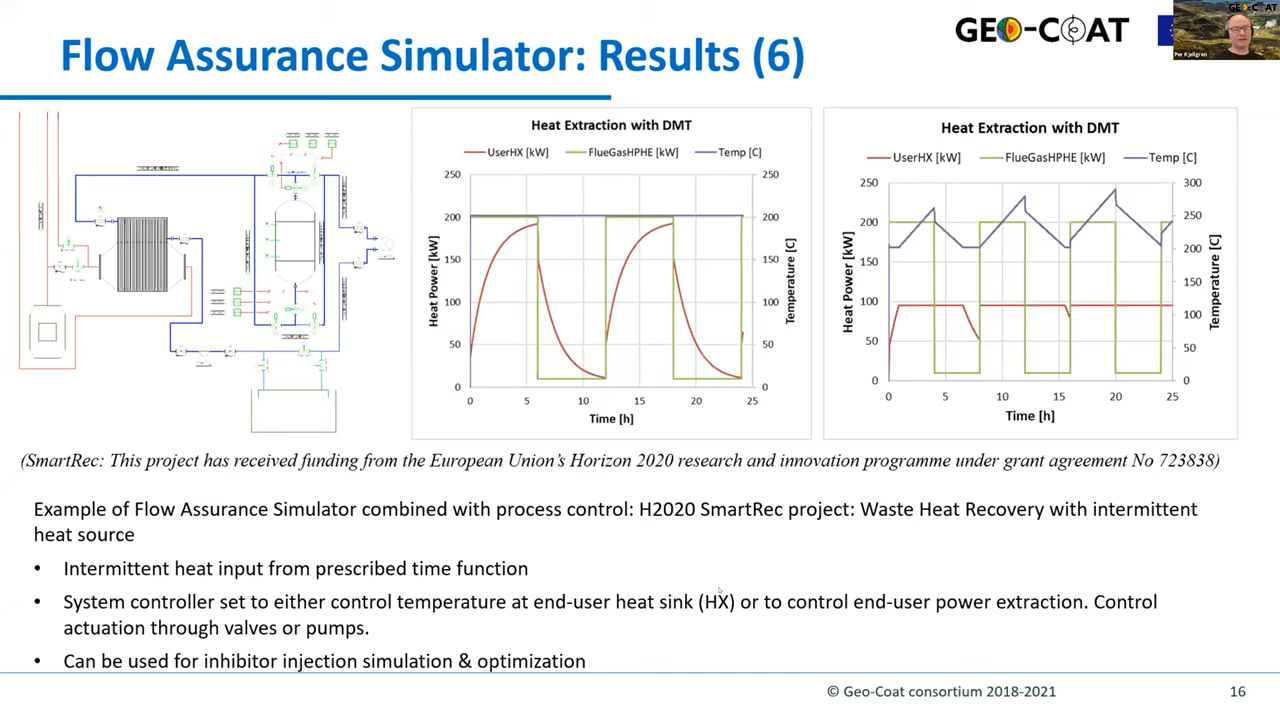 Flow Assurance Simulator: Results (6)
GEO-COAT
GEO-COAT
Per Kjellgren
Heat Extraction with DMT
UserHX [kW] FlueGasHPHE [kW] Temp [C]
250 250
200 200
150 150
100 100
50 50
0 0
0 5 10 15 20 25
Heat Power [kW]
Temperature [C]
Time [h]
Heat Extraction with DMT
UserHX [kW] FlueGasHPHE [kW] Temp [C]
250 300
200 250
150 200
100 150
50 100
0 50
0
0 5 10 15 20 25
Heat Power [kW]
Temperature [C]
Time [h]
(SmartRec: This project has received funding from the European Union's Horizon 2020 research and innovation programme under grant agreement No 723838)
Example of Flow Assurance Simulator combined with process control: H2020 SmartRec project: Waste Heat Recovery with intermittent
heat source
• Intermittent heat input from prescribed time function
• System controller set to either control temperature at end-user heat sink (HX) or to control end-user power extraction. Control
actuation through valves or pumps.
• Can be used for inhibitor injection simulation & optimization
© Geo-Coat consortium 2018-2021
16